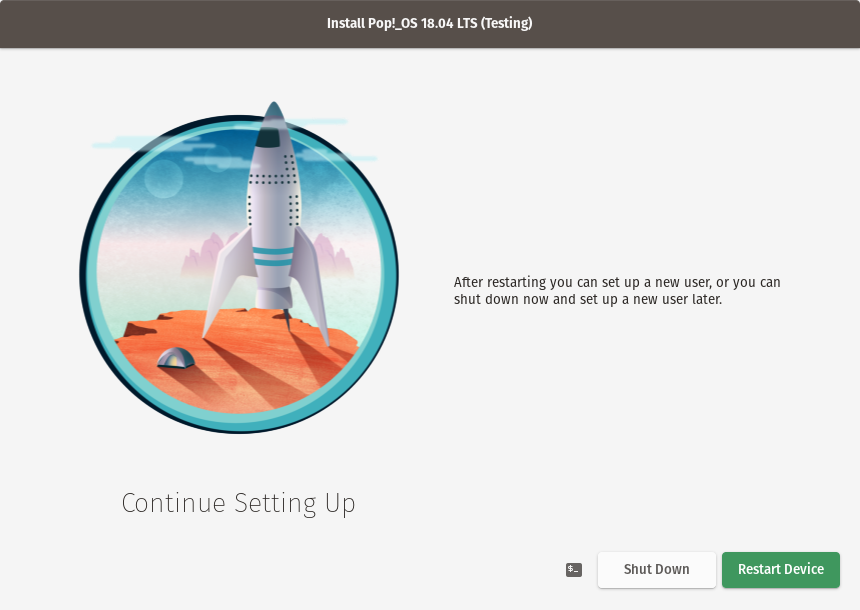 Install Pop!_OS 18.04 LTS (Testing)
After restarting you can set up a new user, or you can
shut down now and set up a new user later.
Continue Setting Up
$_
Shut Down
Restart Device